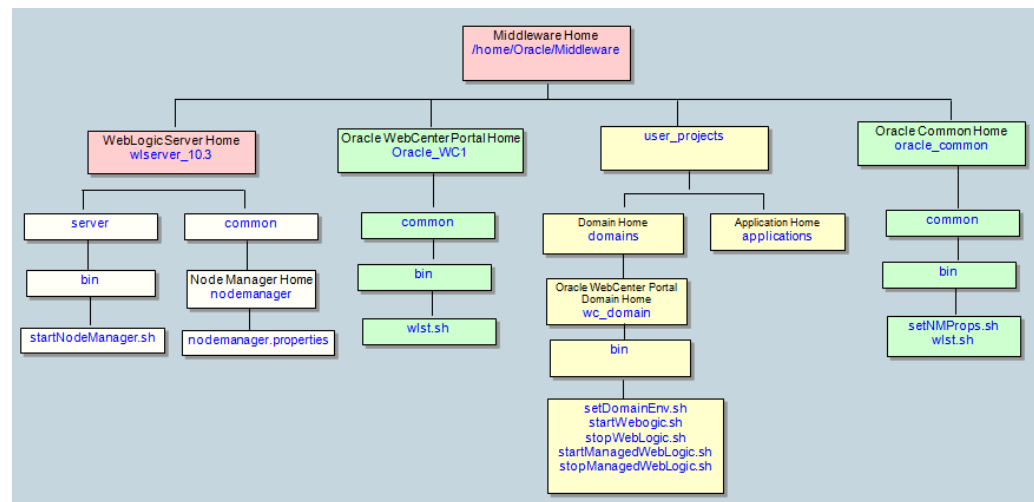 Middleware Home
/home/Oracle/Middleware
WebLogicServer Home
wlserver_10.3
Oracle WebCenter Portal Home
Oracle_WC1
user_projects
Oracle Common Home
oracle_common
server
common
common
Domain Home
domains
Application Home
applications
common
bin
Node Manager Home
nodemanager
bin
Oracle WebCenter Portal
Domain Home
wc_domain
bin
startNodeManager.sh
nodemanager.properties
wlst.sh
bin
setNMProps.sh
wlst.sh
setDomainEnv.sh
startWebogic.sh
stopWebLogic.sh
startManagedWebLogic.sh
stopManagedWebLogic.sh